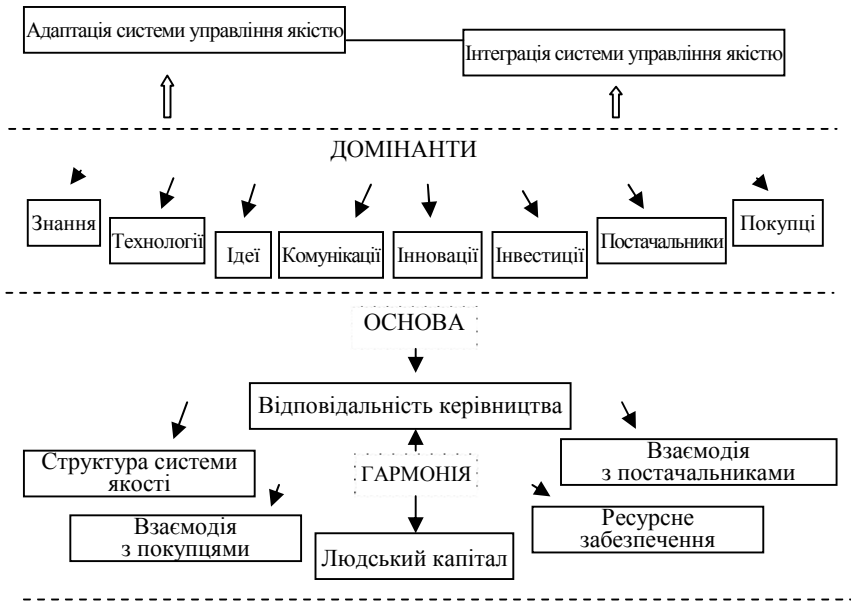 Адаптація системи управління якістю
Інтеграція системи управління якістю
ДОМІНАНТИ
Знання
Технології
Ідеї
Комунікації
Інновації
Інвестиції
Постачальники
Покупці
ОСНОВА
Відповідальність керівництва
Структура системи
якості
ГАРМОНІЯ
Взаємодія
з постачальниками
Взаємодія
з покупцями
Людський капітал
Ресурсне
забезпечення